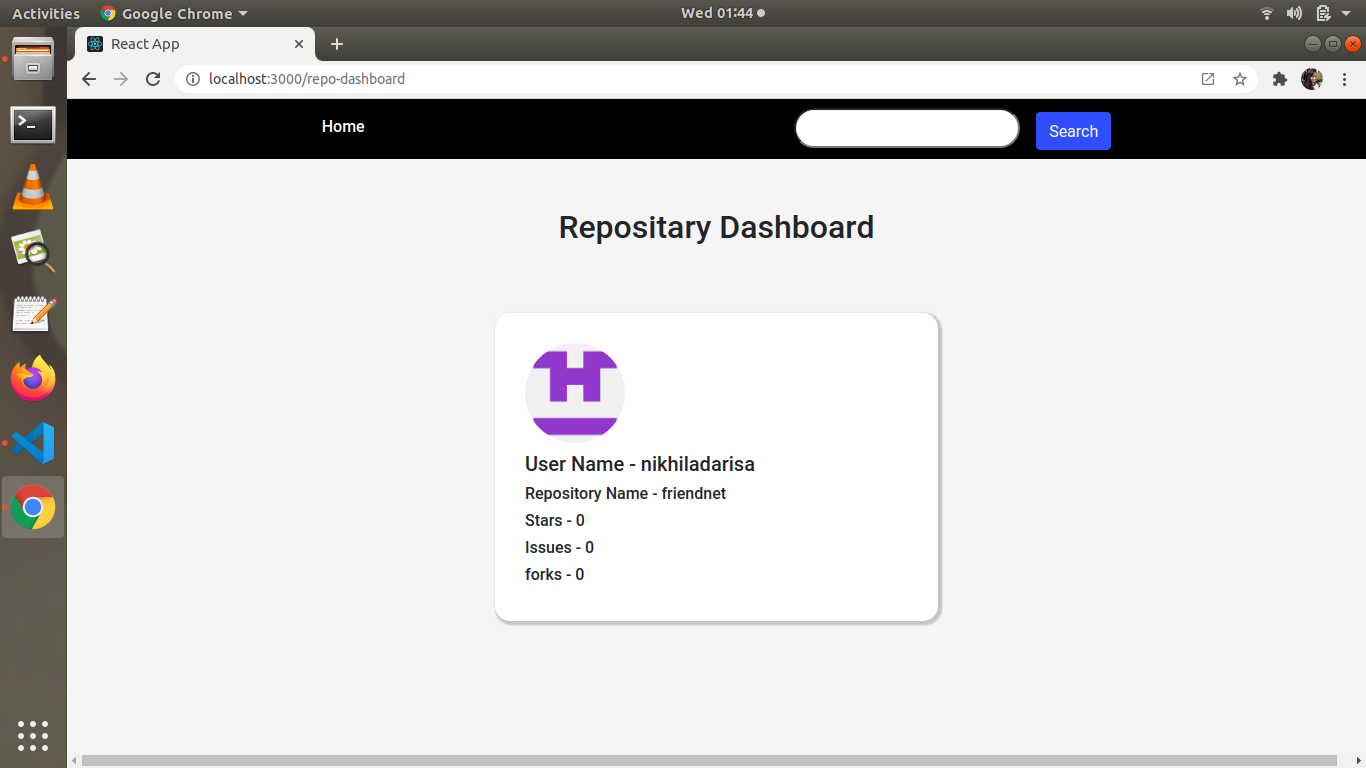 Activities
Google Chrome
Wed 01:44
React App
localhost:3000/repo-dashboard
Home
Search
Repositary Dashboard
User Name - nikhiladarisa
Repository Name - friendnet
Stars - 0
Issues - 0
forks - 0